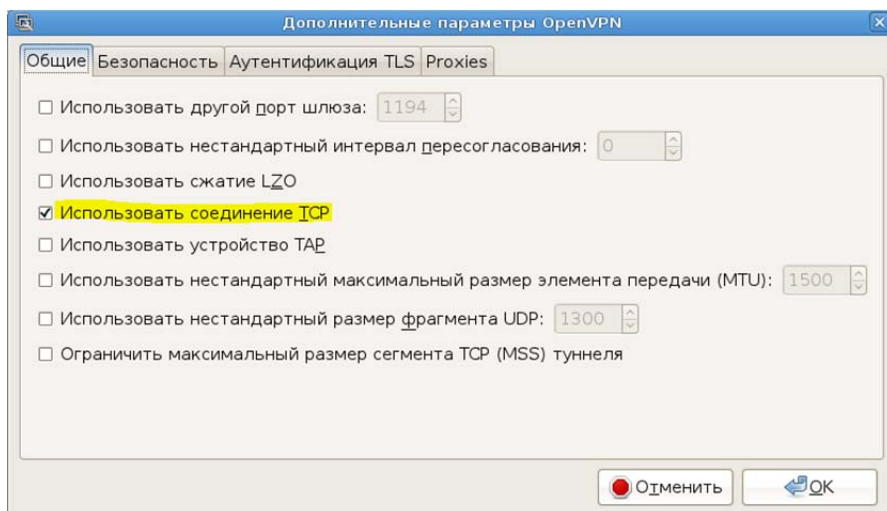 Дополнительные параметры OpenVPN
Общие Безопасность Аутентификация TLS Proxies
Использовать другой порт шлюза: 1194
Использовать нестандартный интервал пересогласования: 0
Использовать сжатие LZO
Использовать соединение TCP
Использовать устройство TAP
Использовать нестандартный максимальный размер элемента передачи (MTU): 1500
Использовать нестандартный размер фрагмента UDP: 1300
Ограничить максимальный размер сегмента TCP (MSS) туннеля
Отменить OK